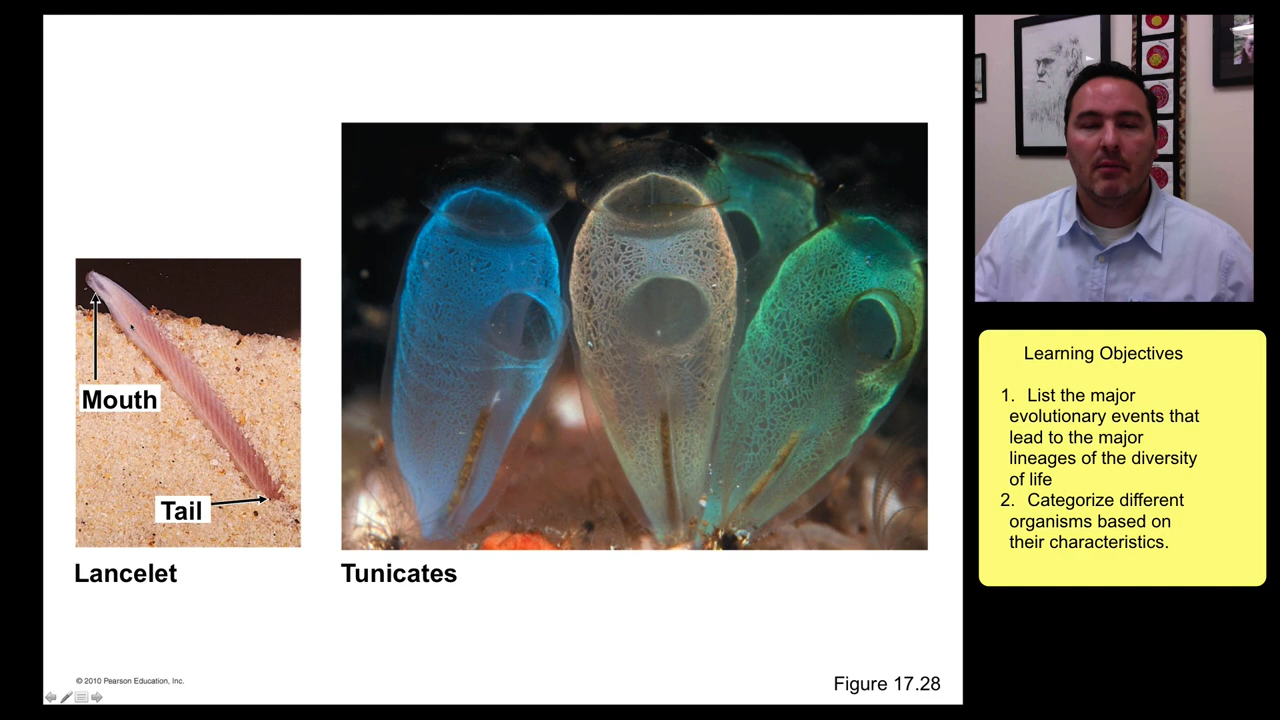 Mouth
Tail
Lancelet
Tunicates
© 2010 Pearson Education, Inc.
Figure 17.28
Learning Objectives
1. List the major
evolutionary events that
lead to the major
lineages of the diversity
of life
2. Categorize different
organisms based on
their characteristics.